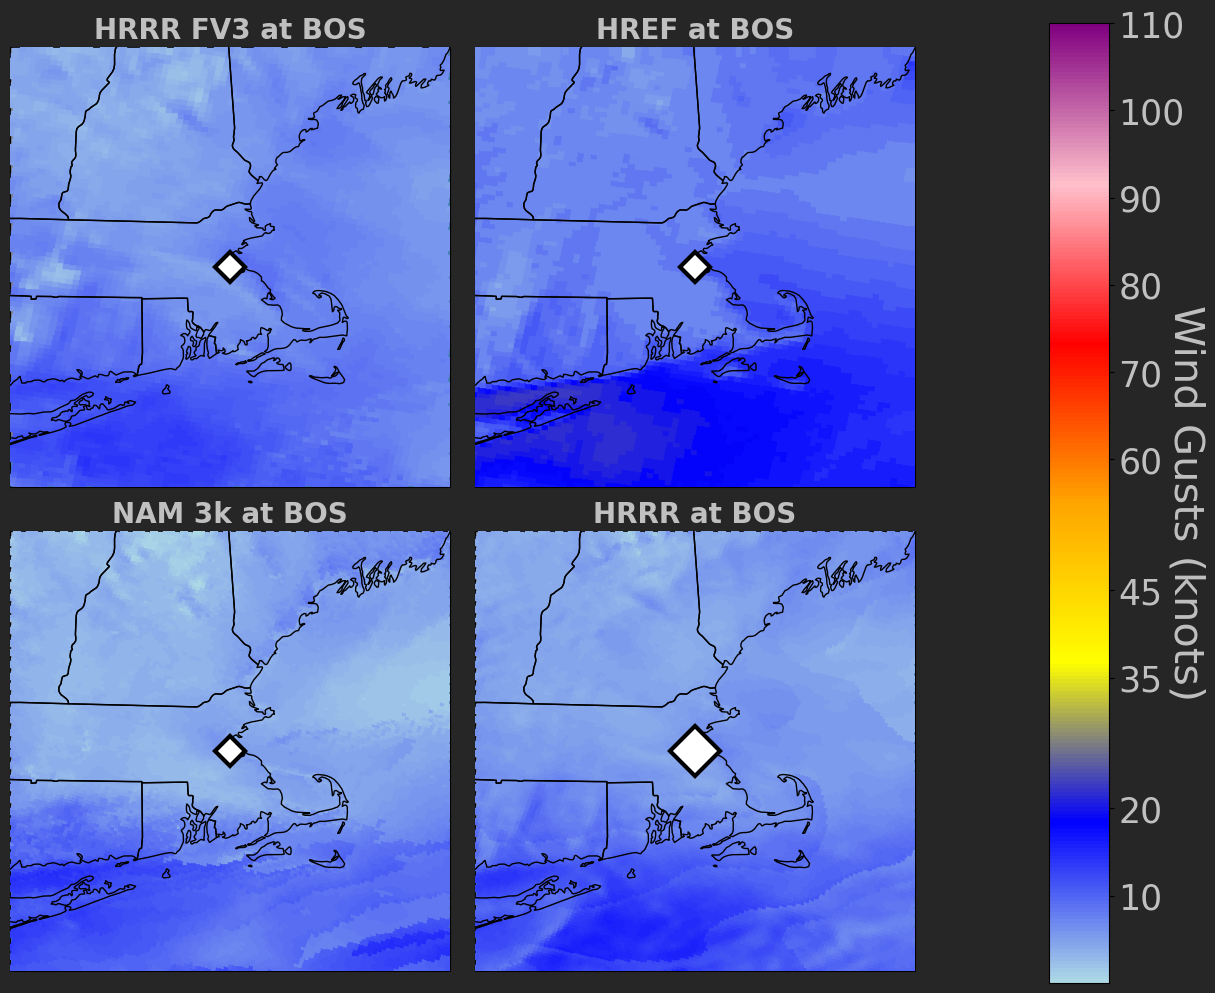 HRRR FV3 at BOS
HREF at BOS
NAM 3k at BOS
HRRR at BOS
110
100
90
80
70
60
45
35
20
10
Wind Gusts (knots)